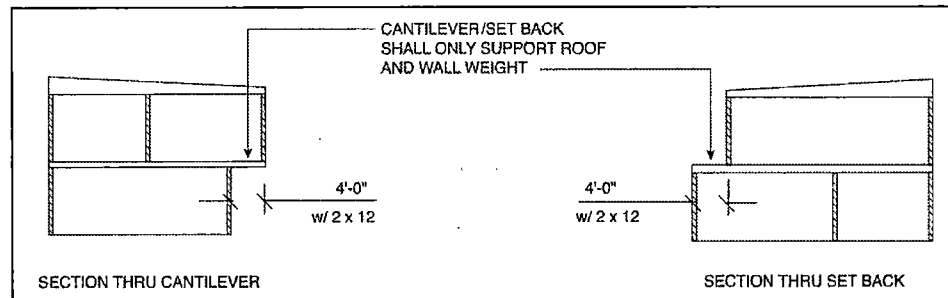 CANTILEVER/SET BACK
SHALL ONLY SUPPORT ROOF
AND WALL WEIGHT
4'-0"
w/ 2 x 12
4'-0"
w/ 2 x 12
SECTION THRU CANTILEVER
SECTION THRU SET BACK